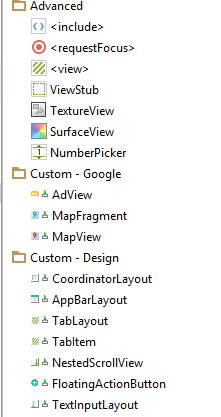 Advanced
<include>
<requestFocus>
<view>
ViewStub
TextureView
SurfaceView
NumberPicker
Custom - Google
AdView
MapFragment
MapView
Custom - Design
CoordinatorLayout
AppBarLayout
TabLayout
TabItem
NestedScrollView
FloatingActionButton
TextInputLayout